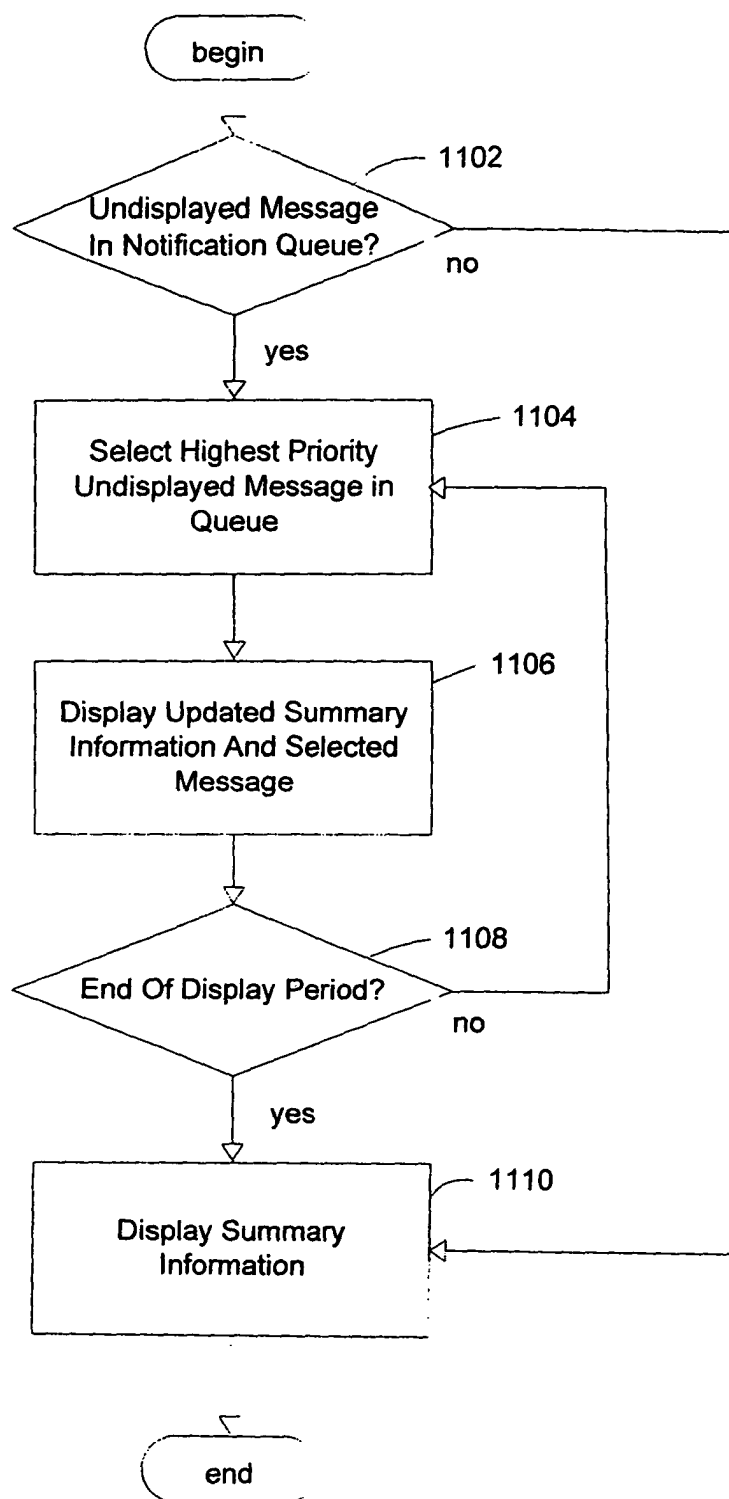 begin
1102
Undisplayed Message
In Notification Queue?
no
yes
1104
Select Highest Priority
Undisplayed Message in
Queue
1106
Display Updated Summary
Information And Selected
Message
1108
End Of Display Period?
no
yes
1110
Display Summary
Information
end